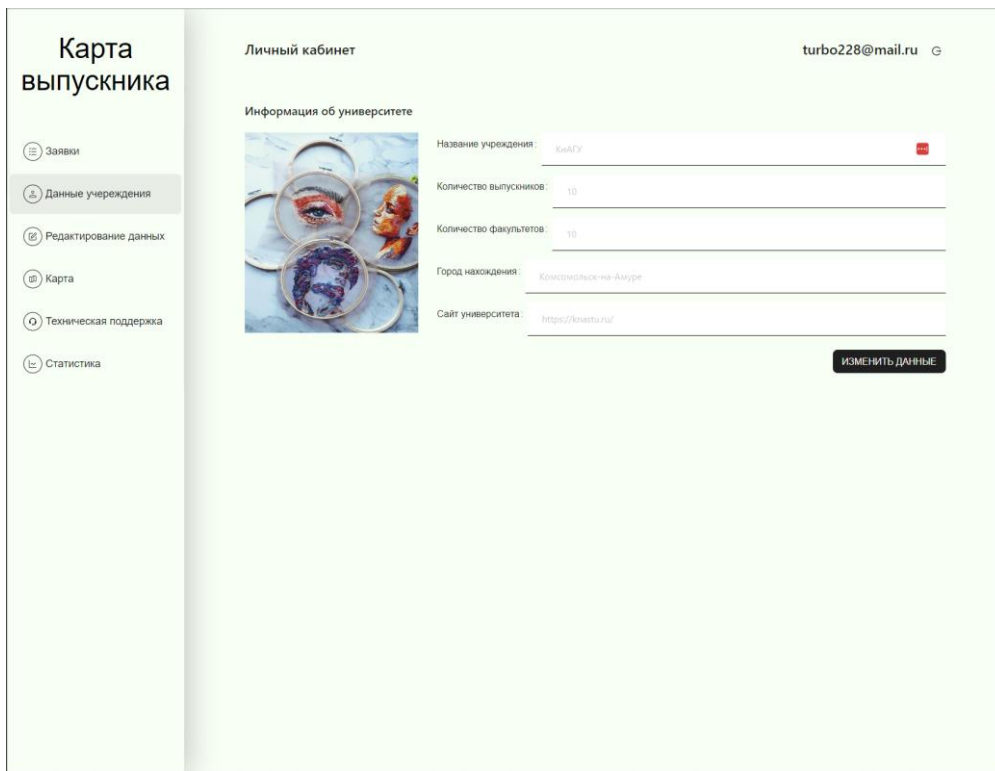 Карта
выпускника
Заявки
Данные учереждения
Редактирование данных
Карта
Техническая поддержка
Статистика
Личный кабинет
turbo228@mail.ru
Информация об университете
Название учреждения:
КнАГУ
Количество выпускников:
10
Количество факультетов:
10
Город нахождения:
Комсомольск-на-Амуре
Сайт университета:
https://knastu.ru/
ИЗМЕНИТЬ ДАННЫЕ